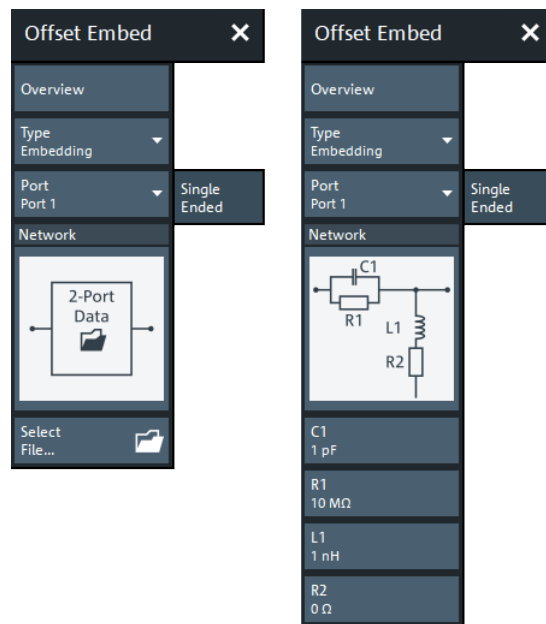 Offset Embed
Overview
Type
Embedding
Port
Port 1
Single
Ended
Network
2-Port
Data
Select
File...
Offset Embed
Overview
Type
Embedding
Port
Port 1
Single
Ended
Network
C1
R1
L1
R2
C1
1 pF
R1
10 MΩ
L1
1 nH
R2
0 Ω